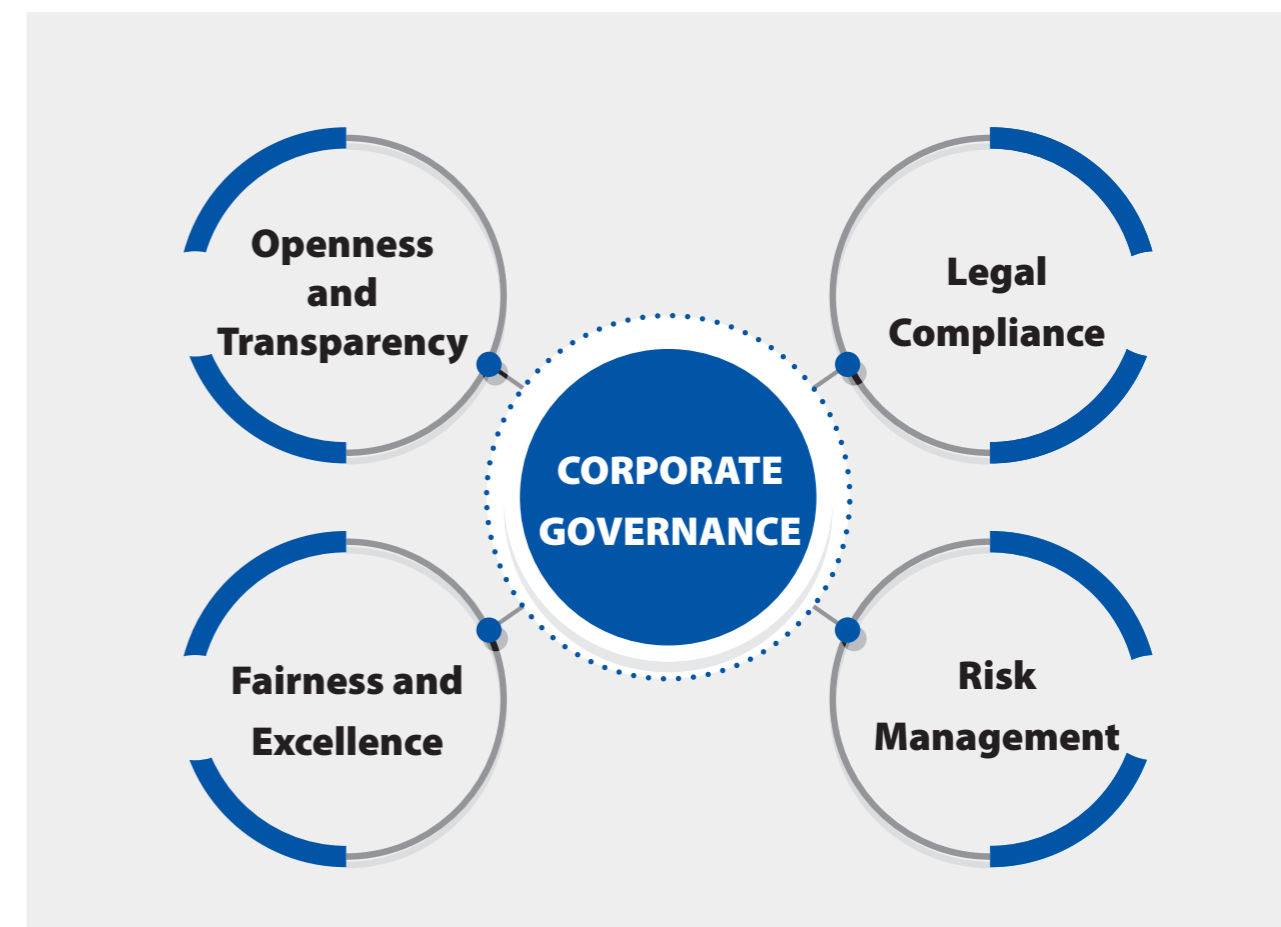 Openness
and
Transparency
Legal
Compliance
CORPORATE
GOVERNANCE
Fairness and
Excellence
Risk
Management